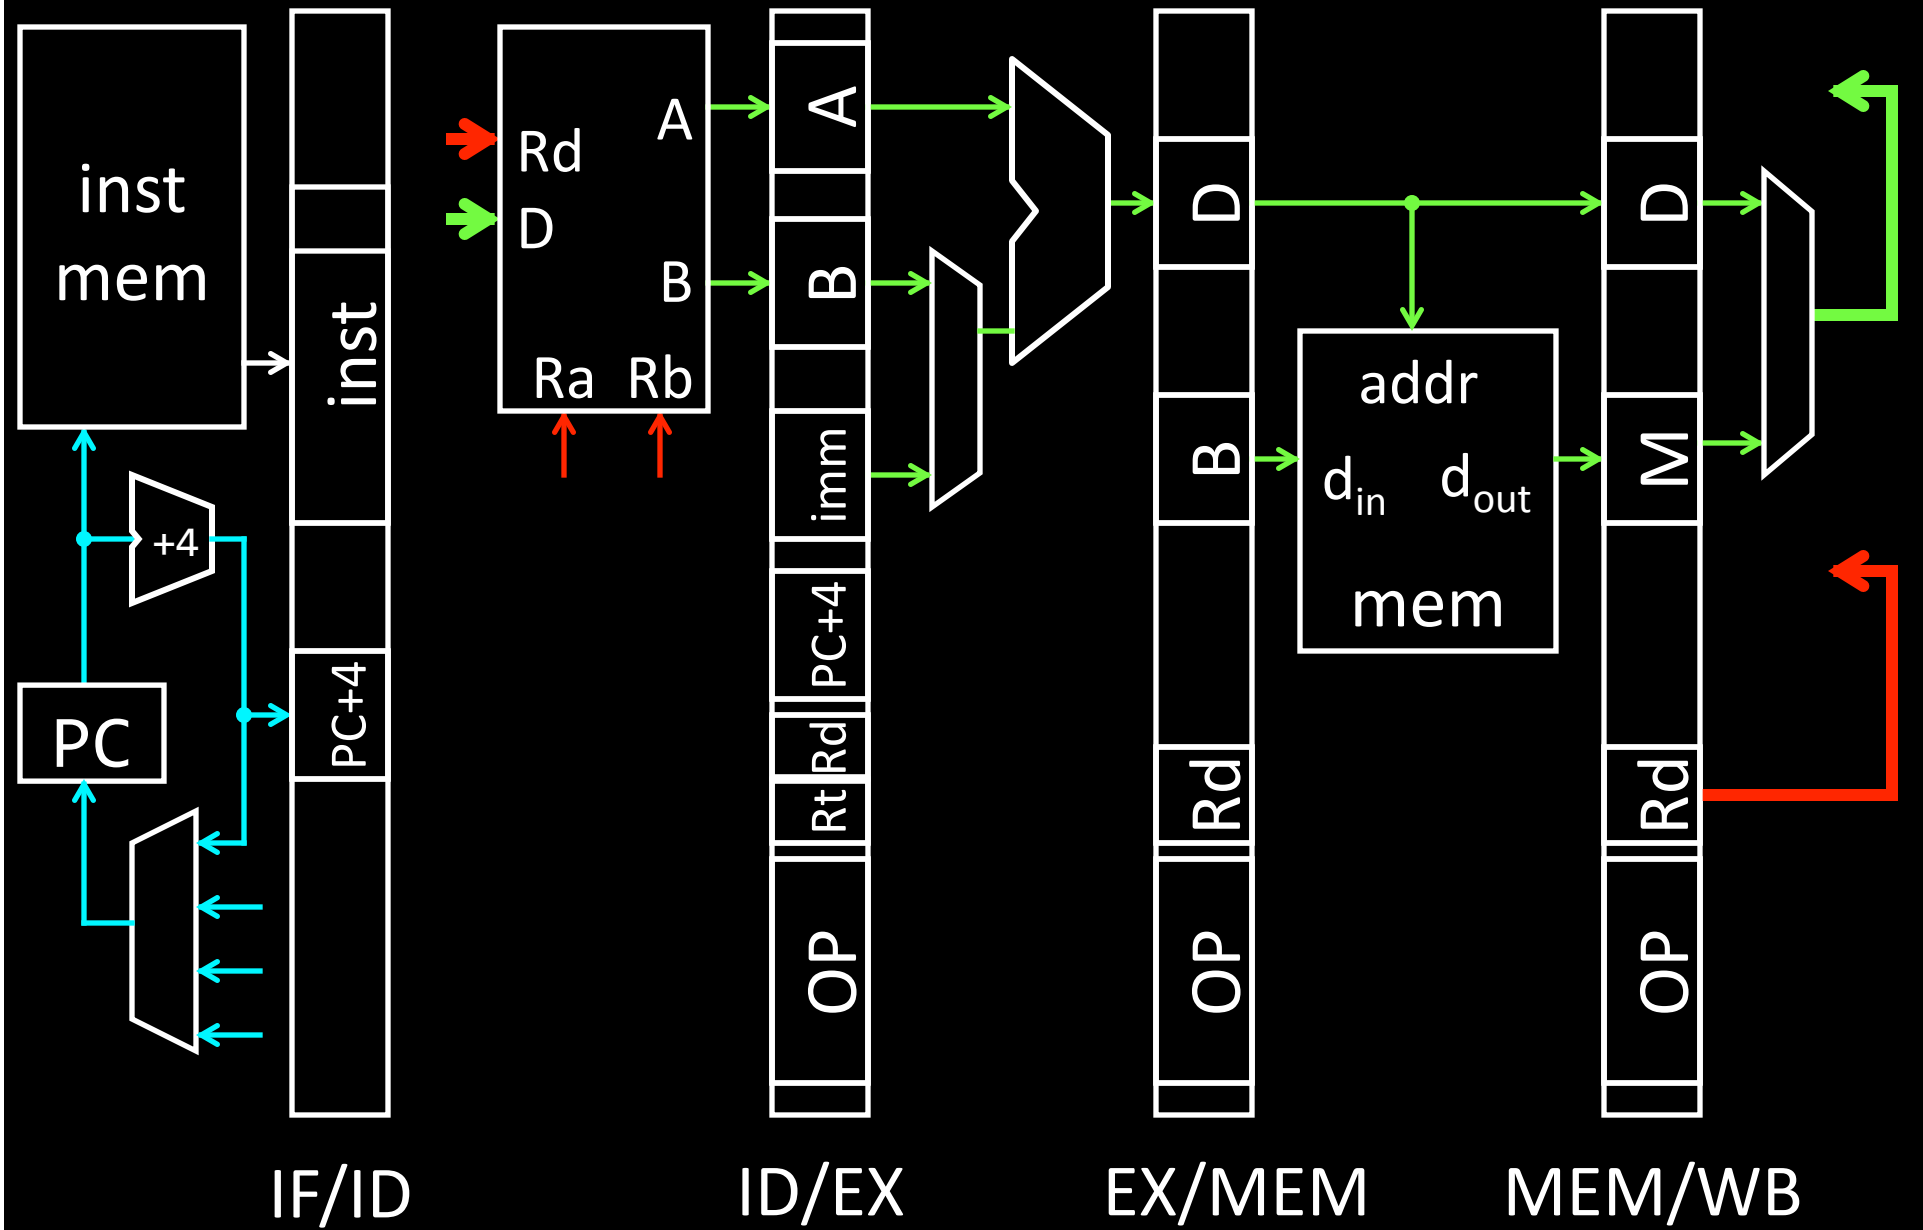 inst
mem
+4
PC
inst
PC+4
Rd
D
A
B
Ra Rb
A
B
imm
PC+4
Rd
Rt
OP
D
B
Rd
OP
addr
din dout
mem
D
M
Rd
OP
IF/ID ID/EX EX/MEM MEM/WB